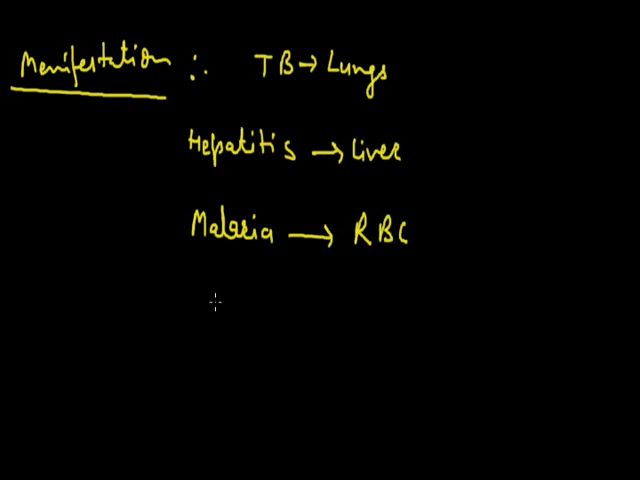 Manifestation :. TB → Lungs
Hepatitis → Liver
Malaria → RBC